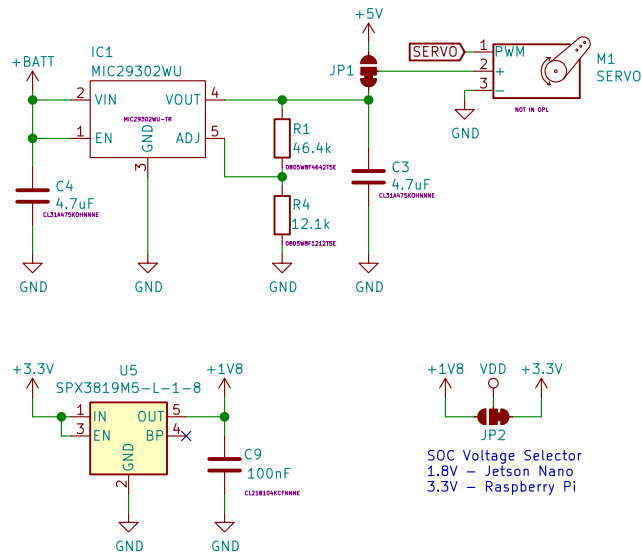 +5V
IC1
MIC29302WU
+BATT
SERVO
1
PWM
M1
SERVO
JP1
2
+
3
−
NOT IN OPL
GND
2
VIN
VOUT
4
MIC29302WU-TR
1
EN
GND
ADJ
5
3
R1
46.4k
0805W8F4642T5E
C4
4.7uF
CL31A475KOHNNNE
C3
4.7uF
CL31A475KOHNNNE
R4
12.1k
0805W8F1212T5E
GND
GND
GND
GND
U5
SPX3819M5-L-1-8
+3.3V
+1V8
1
IN
OUT
5
3
EN
BP
4
GND
2
C9
100nF
CL21B104KCFNNNE
GND
GND
+1V8
VDD
+3.3V
JP2
SOC Voltage Selector
1.8V − Jetson Nano
3.3V − Raspberry Pi